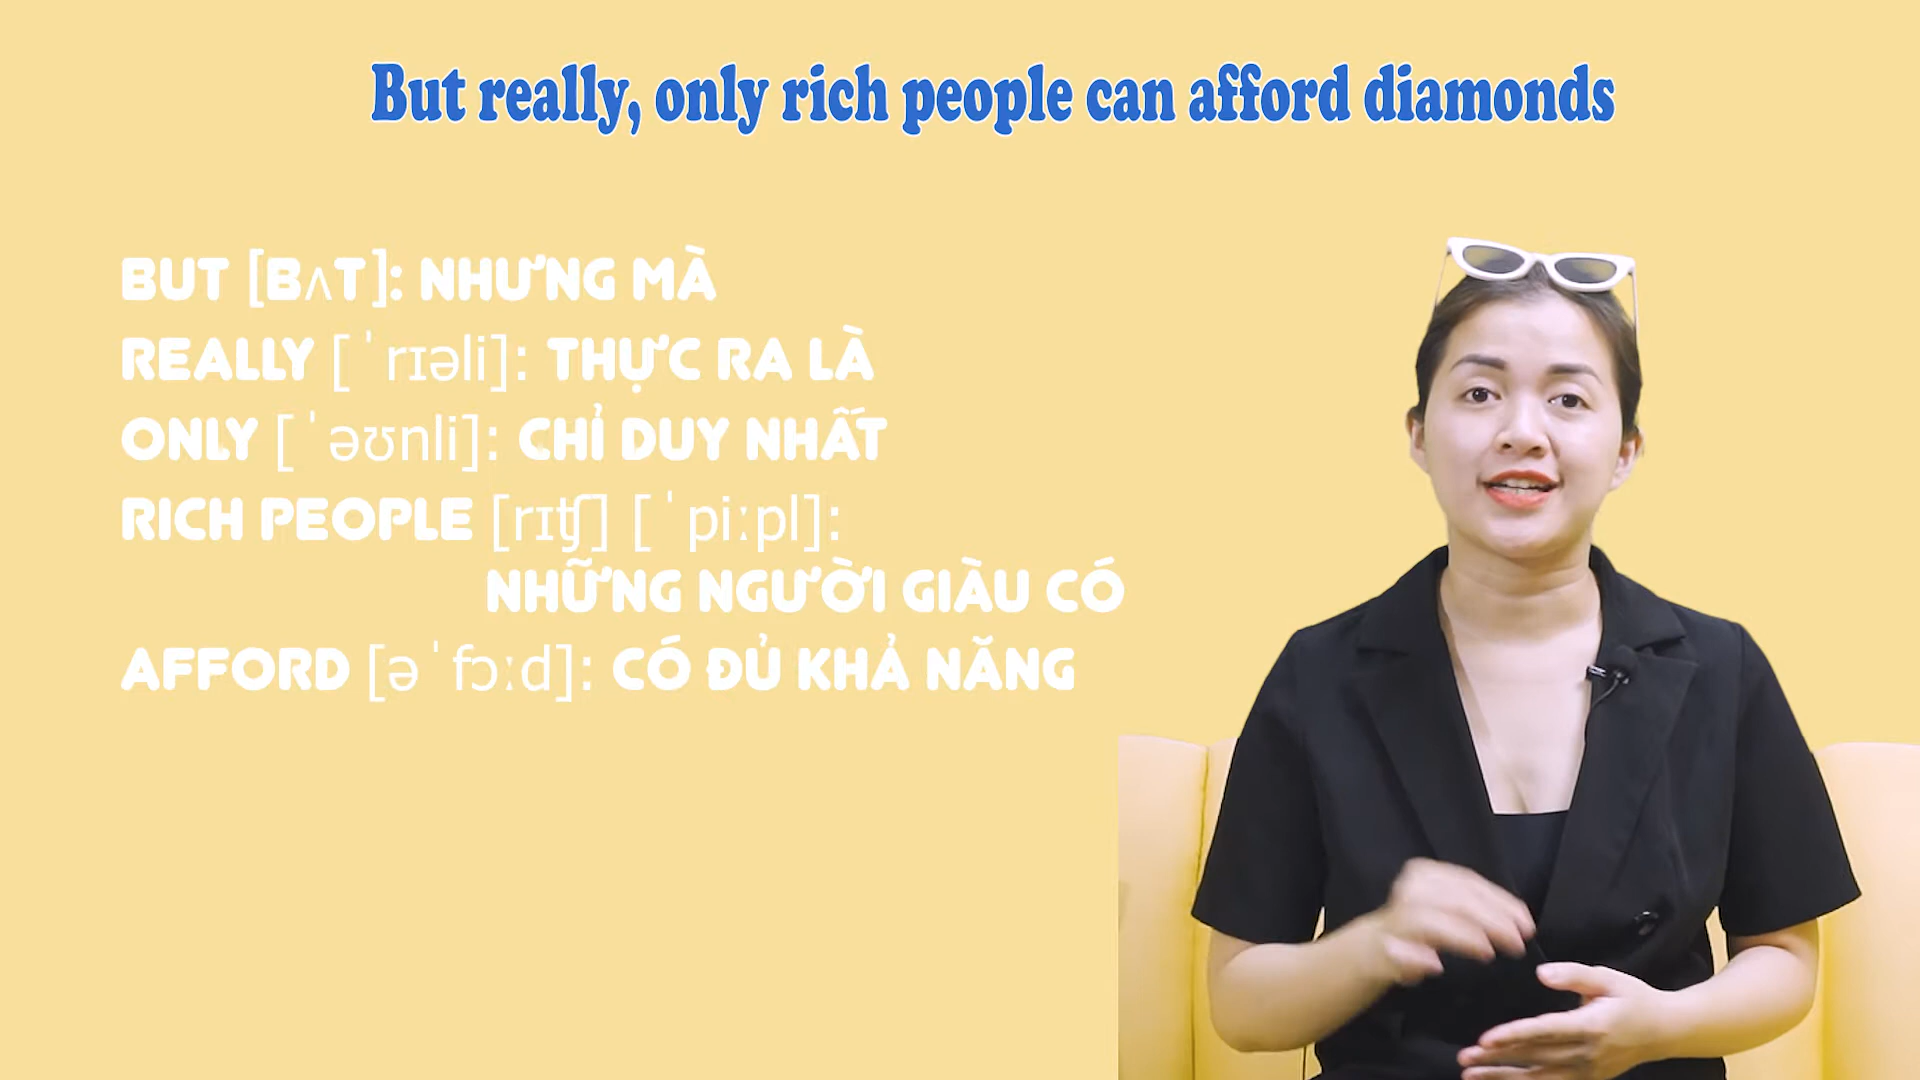 But really, only rich people can afford diamonds
BUT [BʌT]: NHƯNG MÀ
REALLY [ˈrɪəli]: THỰC RA LÀ
ONLY [ˈəʊnli]: CHỈ DUY NHẤT
RICH PEOPLE [rɪʧ] [ˈpiːpl]:
NHỮNG NGƯỜI GIÀU CÓ
AFFORD [əˈfɔːd]: CÓ ĐỦ KHẢ NĂNG